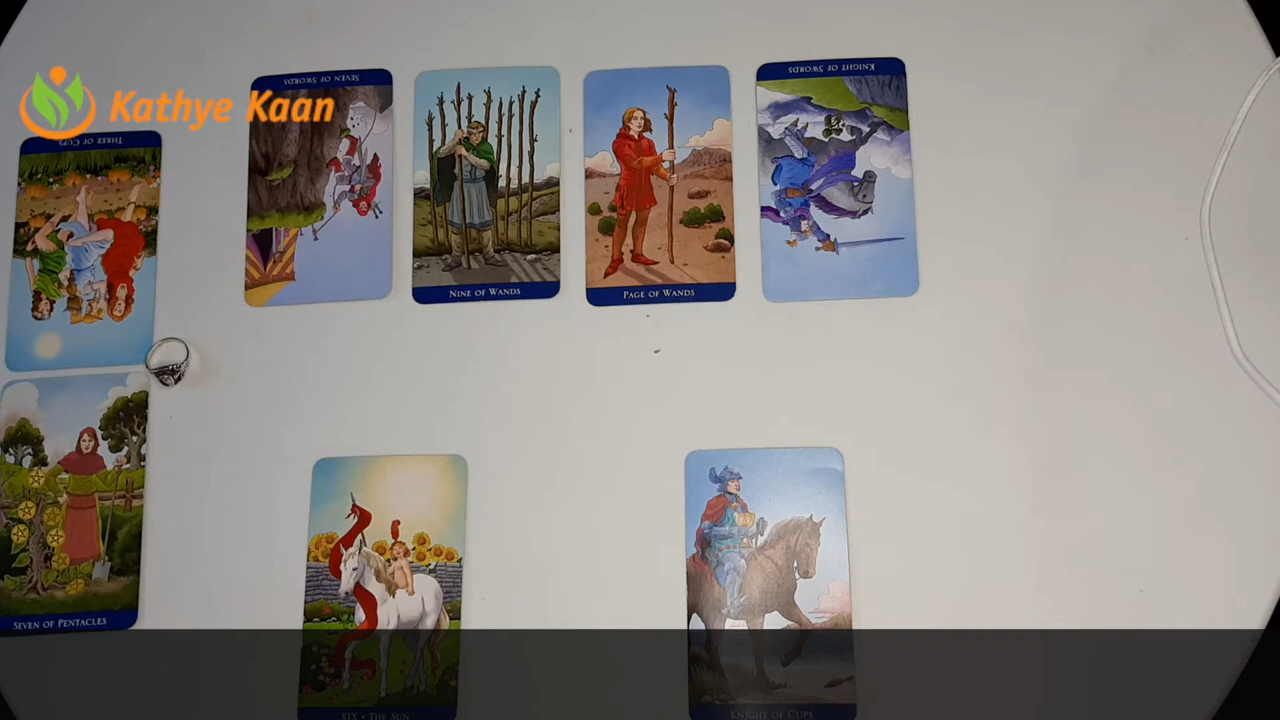 Kathye Kaan
THREE OF CUPS
SEVEN OF SWORDS
NINE OF WANDS
PAGE OF WANDS
KNIGHT OF SWORDS
SEVEN OF PENTACLES
XIX • THE SUN
KNIGHT OF CUPS